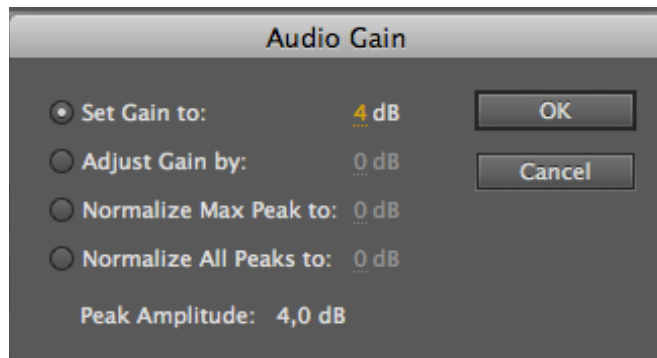 Audio Gain
Set Gain to: 4 dB OK
Adjust Gain by: 0 dB Cancel
Normalize Max Peak to: 0 dB
Normalize All Peaks to: 0 dB
Peak Amplitude: 4,0 dB